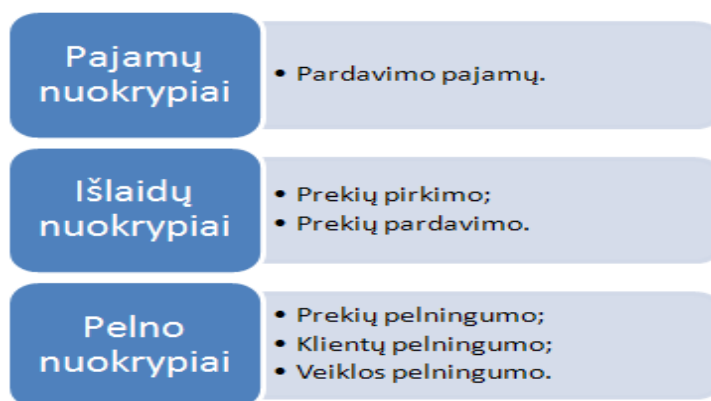 Pajamų
nuokrypiai
• Pardavimo pajamų.
Išlaidų
nuokrypiai
• Prekių pirkimo;
• Prekių pardavimo.
Pelno
nuokrypiai
• Prekių pelningumo;
• Klientų pelningumo;
• Veiklos pelningumo.